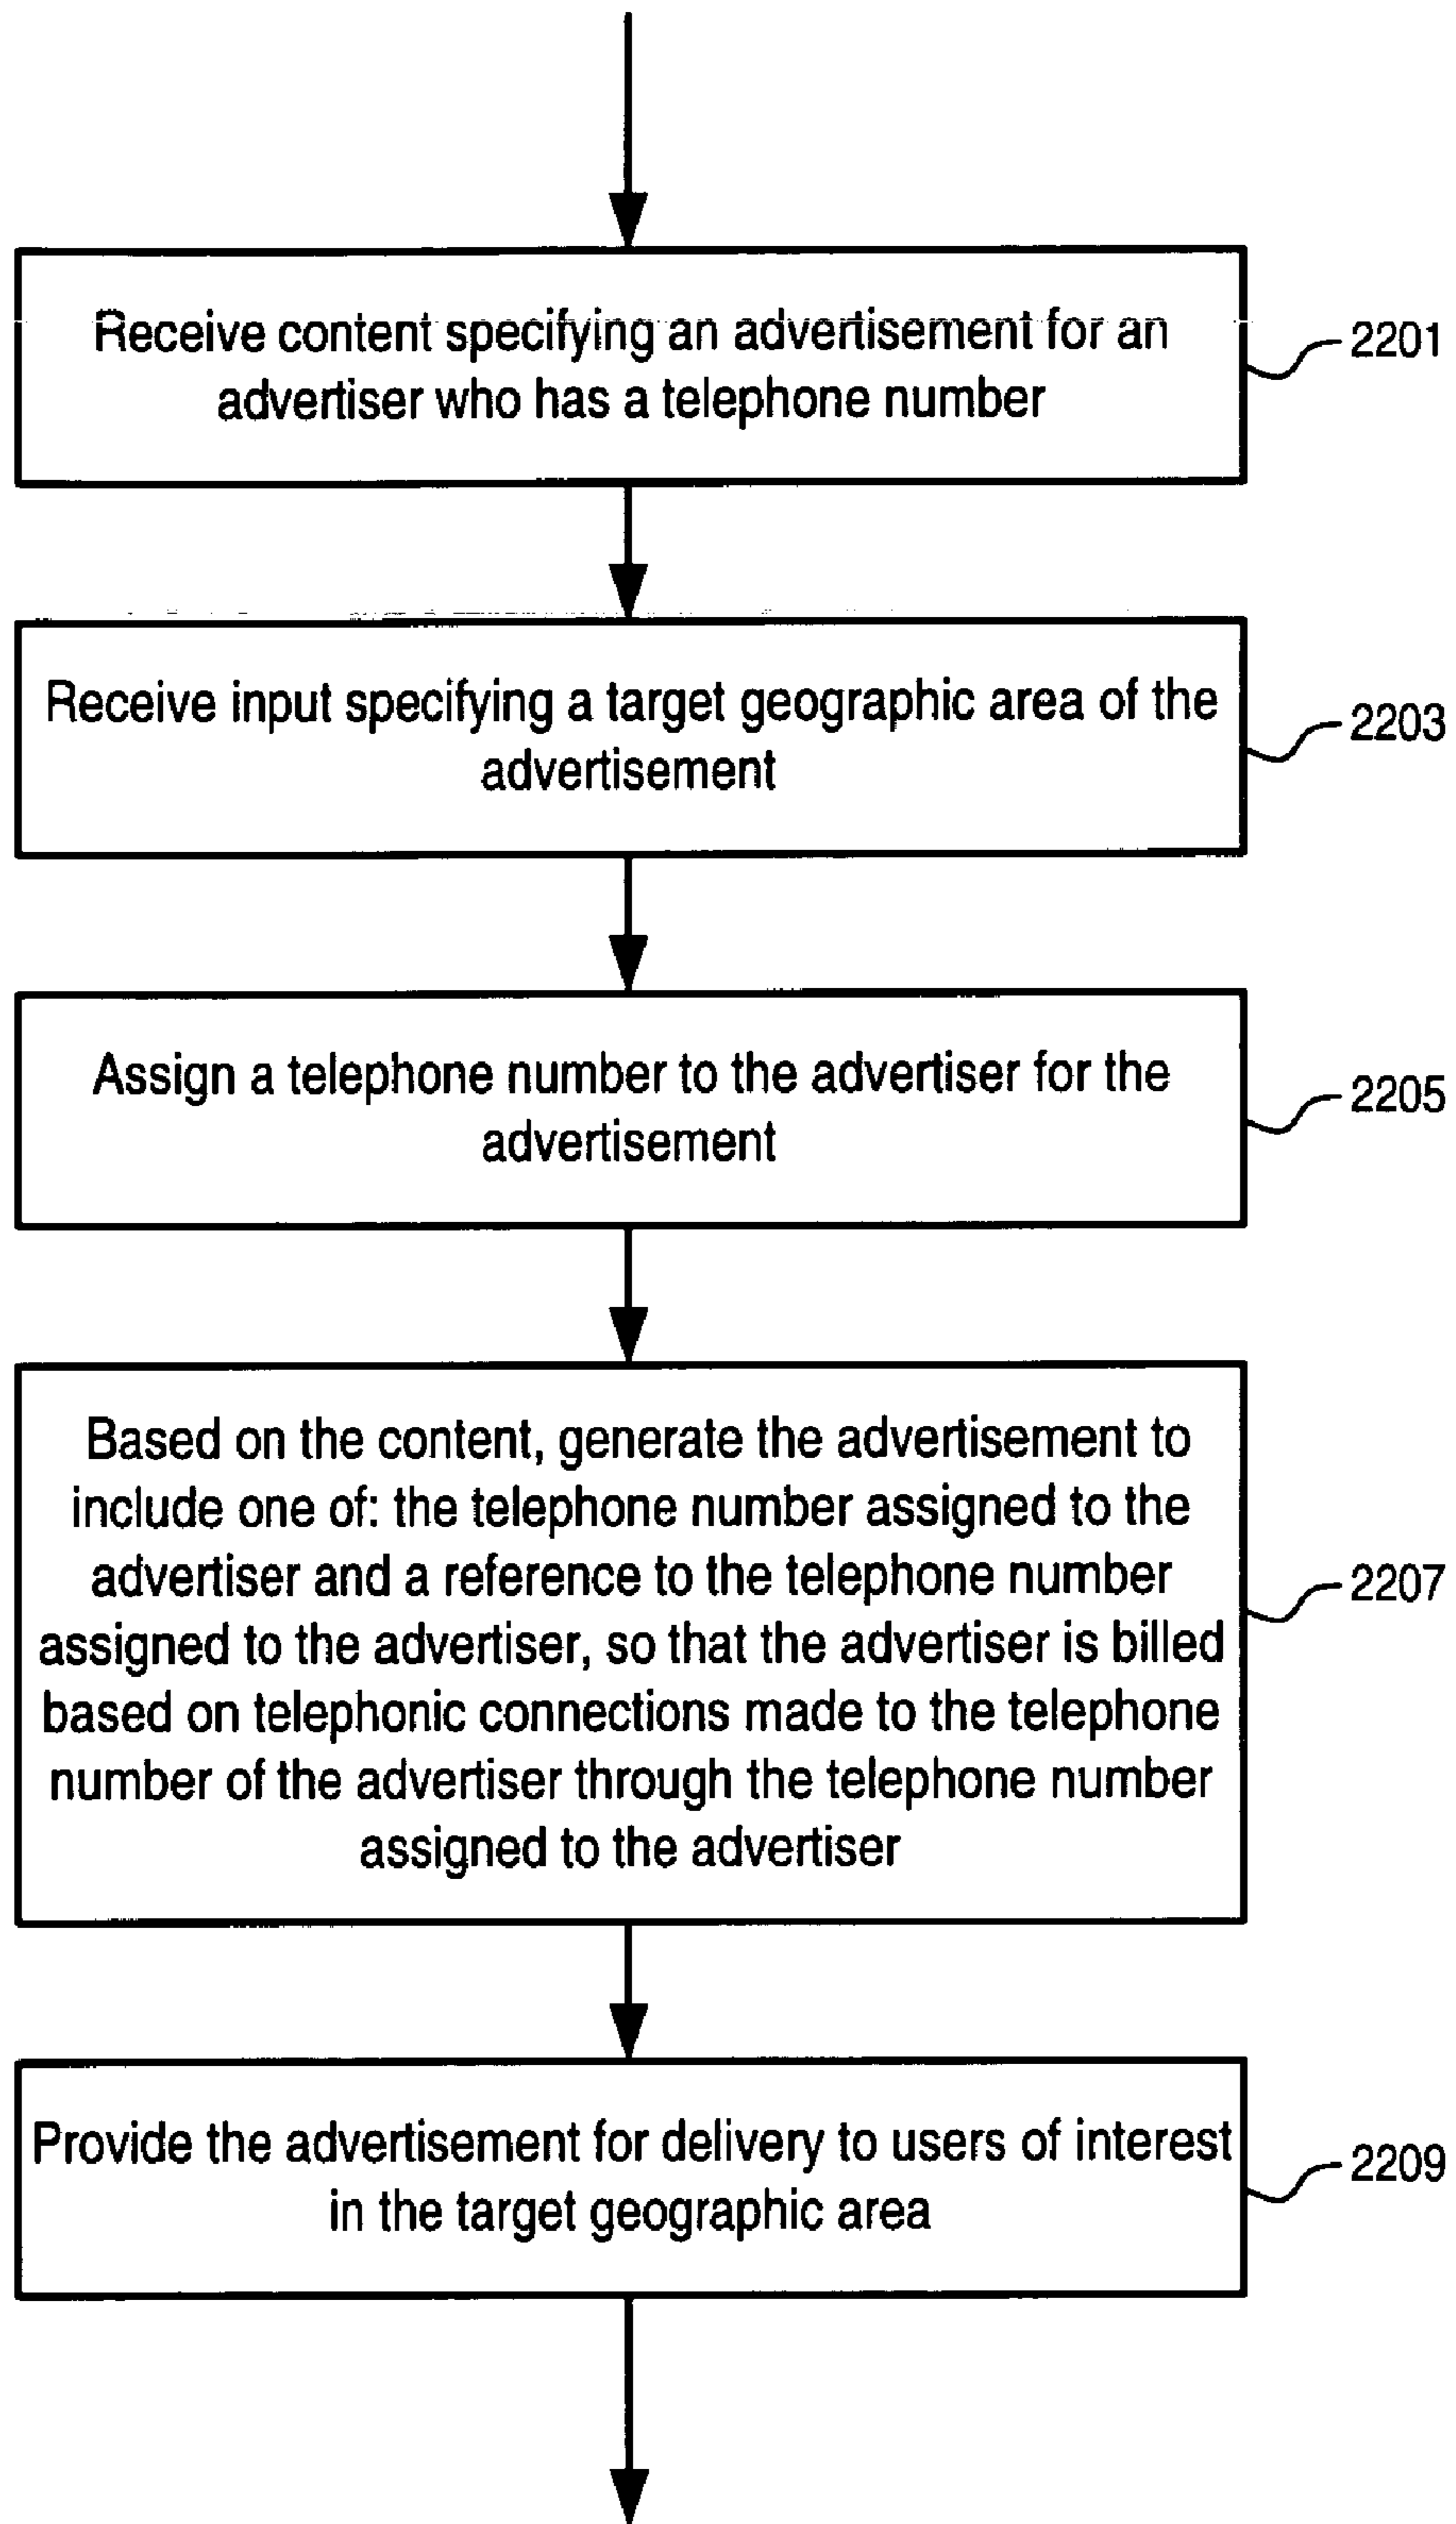 Receive content specifying an advertisement for an
advertiser who has a telephone number
2201
Receive input specifying a target geographic area of the
advertisement
2203
Assign a telephone number to the advertiser for the
advertisement
2205
Based on the content, generate the advertisement to
include one of: the telephone number assigned to the
advertiser and a reference to the telephone number
assigned to the advertiser, so that the advertiser is billed
based on telephonic connections made to the telephone
number of the advertiser through the telephone number
assigned to the advertiser
2207
Provide the advertisement for delivery to users of interest
in the target geographic area
2209